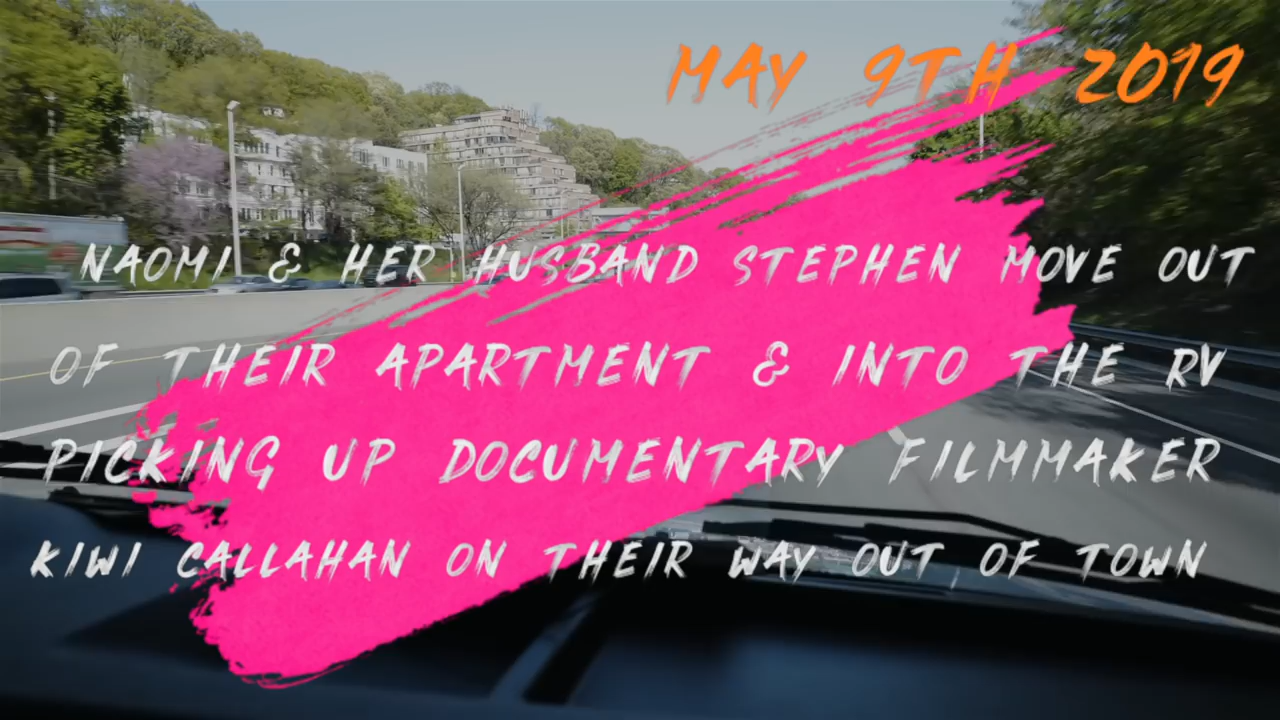 MAY 9TH 2019
NAOMI & HER HUSBAND STEPHEN MOVE OUT
OF THEIR APARTMENT & INTO THE RV
PICKING UP DOCUMENTARY FILMMAKER
KIWI CALLAHAN ON THEIR WAY OUT OF TOWN